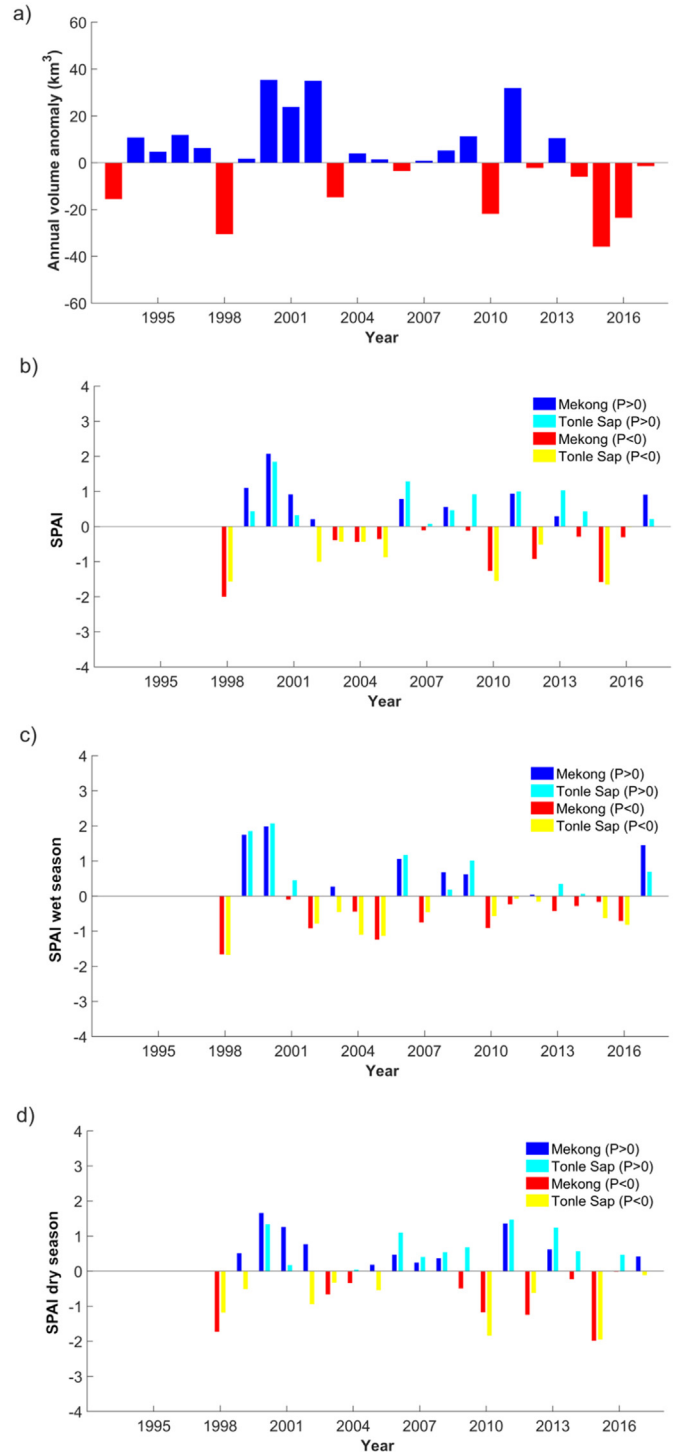 a)
60
40
20
0
-20
-40
-60
Annual volume anomaly (km³)
1995 1998 2001 2004 2007 2010 2013 2016
Year
b)
4
3
2
1
0
-1
-2
-3
-4
SPAI
Mekong (P>0)
Tonle Sap (P>0)
Mekong (P<0)
Tonle Sap (P<0)
1995 1998 2001 2004 2007 2010 2013 2016
Year
c)
4
3
2
1
0
-1
-2
-3
-4
SPAI wet season
Mekong (P>0)
Tonle Sap (P>0)
Mekong (P<0)
Tonle Sap (P<0)
1995 1998 2001 2004 2007 2010 2013 2016
Year
d)
4
3
2
1
0
-1
-2
-3
-4
SPAI dry season
Mekong (P>0)
Tonle Sap (P>0)
Mekong (P<0)
Tonle Sap (P<0)
1995 1998 2001 2004 2007 2010 2013 2016
Year